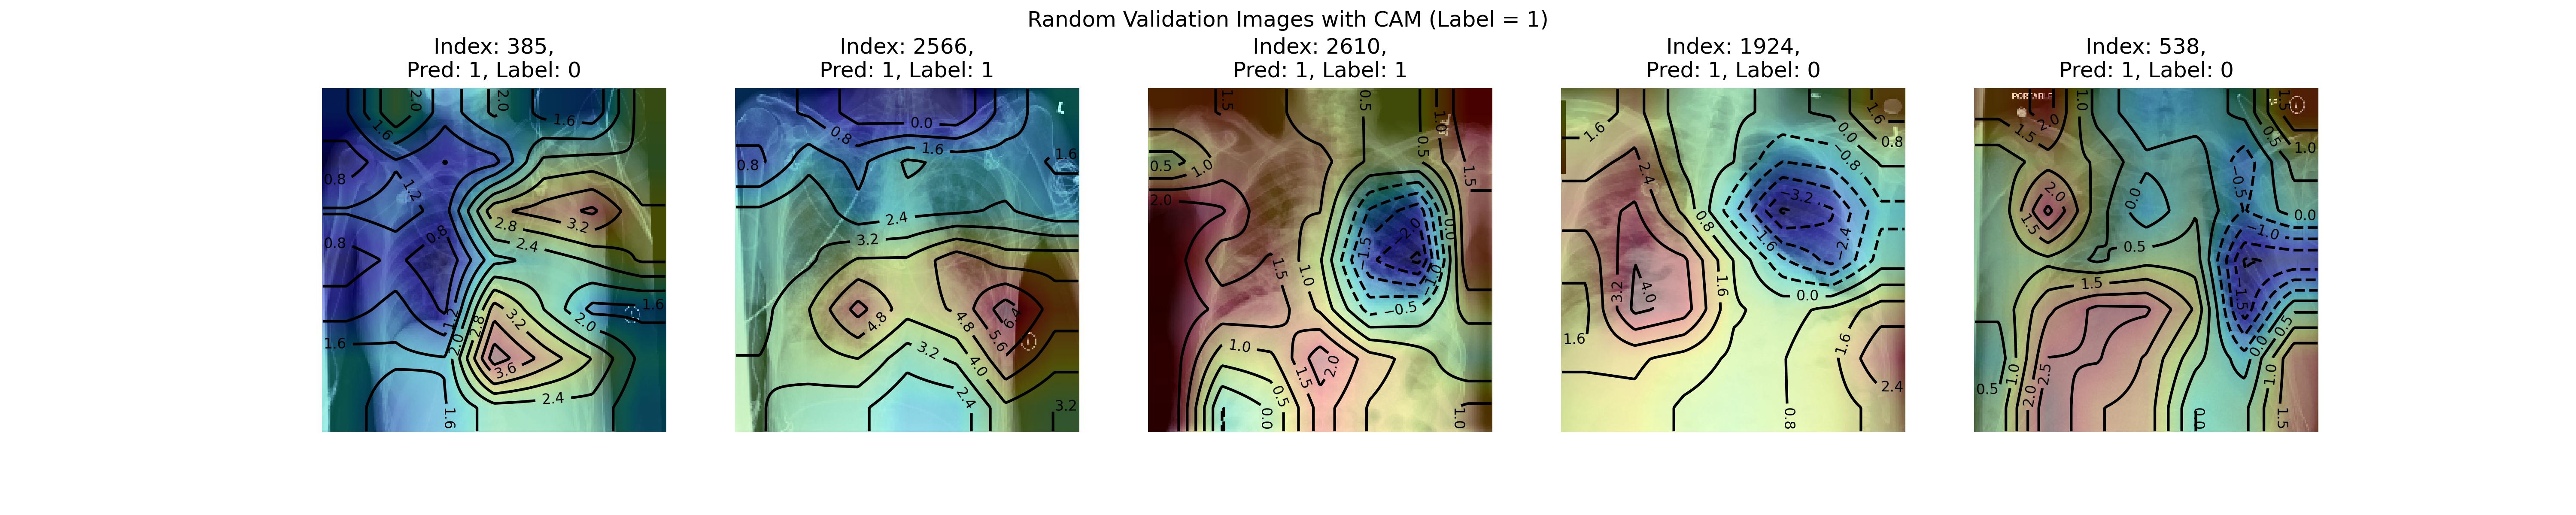 Random Validation Images with CAM (Label = 1)
Index: 385,
Pred: 1, Label: 0
Index: 2566,
Pred: 1, Label: 1
Index: 2610,
Pred: 1, Label: 1
Index: 1924,
Pred: 1, Label: 0
Index: 538,
Pred: 1, Label: 0
2.0 2.0 1.6 1.6 0.8 1.2 0.8 0.8 2.8 3.2 2.4 1.6 2.0 1.2 2.0 2.8 3.2 3.6 1.6 2.4 1.6
0.0 0.8 1.6 0.8 1.6 2.4 3.2 4.8 4.8 6.4 5.6 3.2 4.0 2.4 3.2
1.5 0.5 1.0 0.5 0.5 1.0 1.5 2.0 −2.0 −1.5 0.0 1.5 1.0 −1.0 −0.5 1.0 1.5 2.0 0.5 0.0 1.0
1.6 1.6 0.0 0.8 −0.8 2.4 −3.2 0.8 −1.6 −2.4 3.2 4.0 1.6 0.0 1.6 1.6 2.4 0.8
PORTABLE
1.5 2.0 1.0 1.5 0.5 1.0 2.0 1.5 0.0 −0.5 0.0 0.5 −1.0 1.5 −1.5 0.5 0.0 0.5 1.0 2.0 2.5 1.0 0.0 1.5